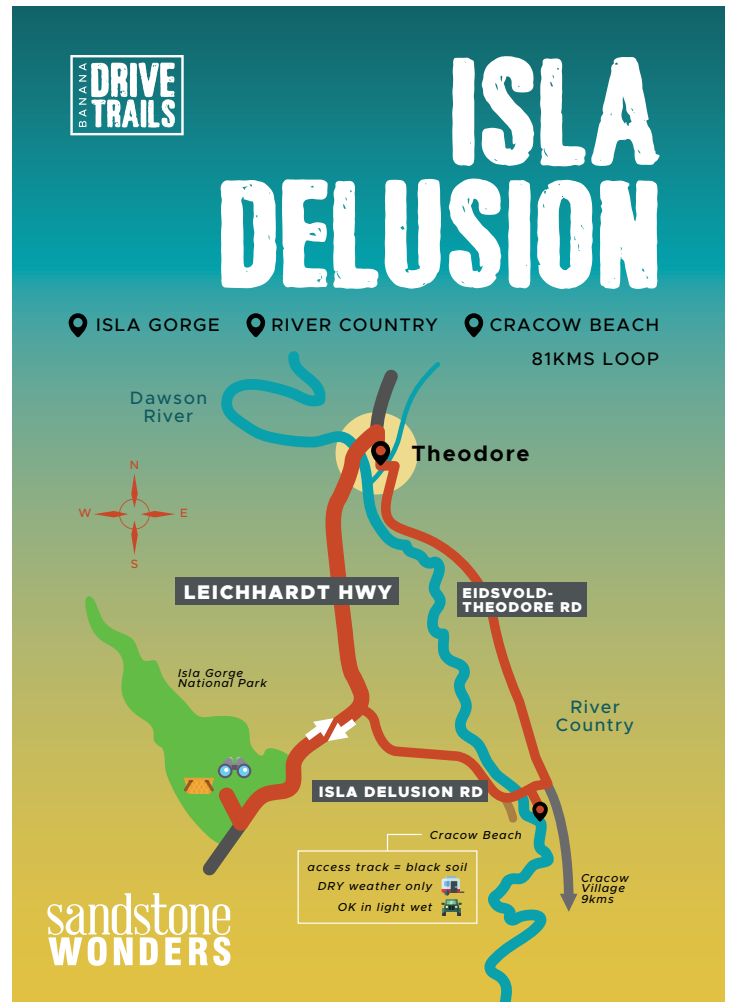 BANANA
DRIVE
TRAILS
ISLA
DELUSION
ISLA GORGE
RIVER COUNTRY
CRACOW BEACH
81KMS LOOP
Dawson
River
Theodore
N
W
E
S
LEICHHARDT HWY
EIDSVOLD-
THEODORE RD
Isla Gorge
National Park
River
Country
ISLA DELUSION RD
Cracow Beach
access track = black soil
DRY weather only
OK in light wet
Cracow
Village
9kms
sandstone
WONDERS